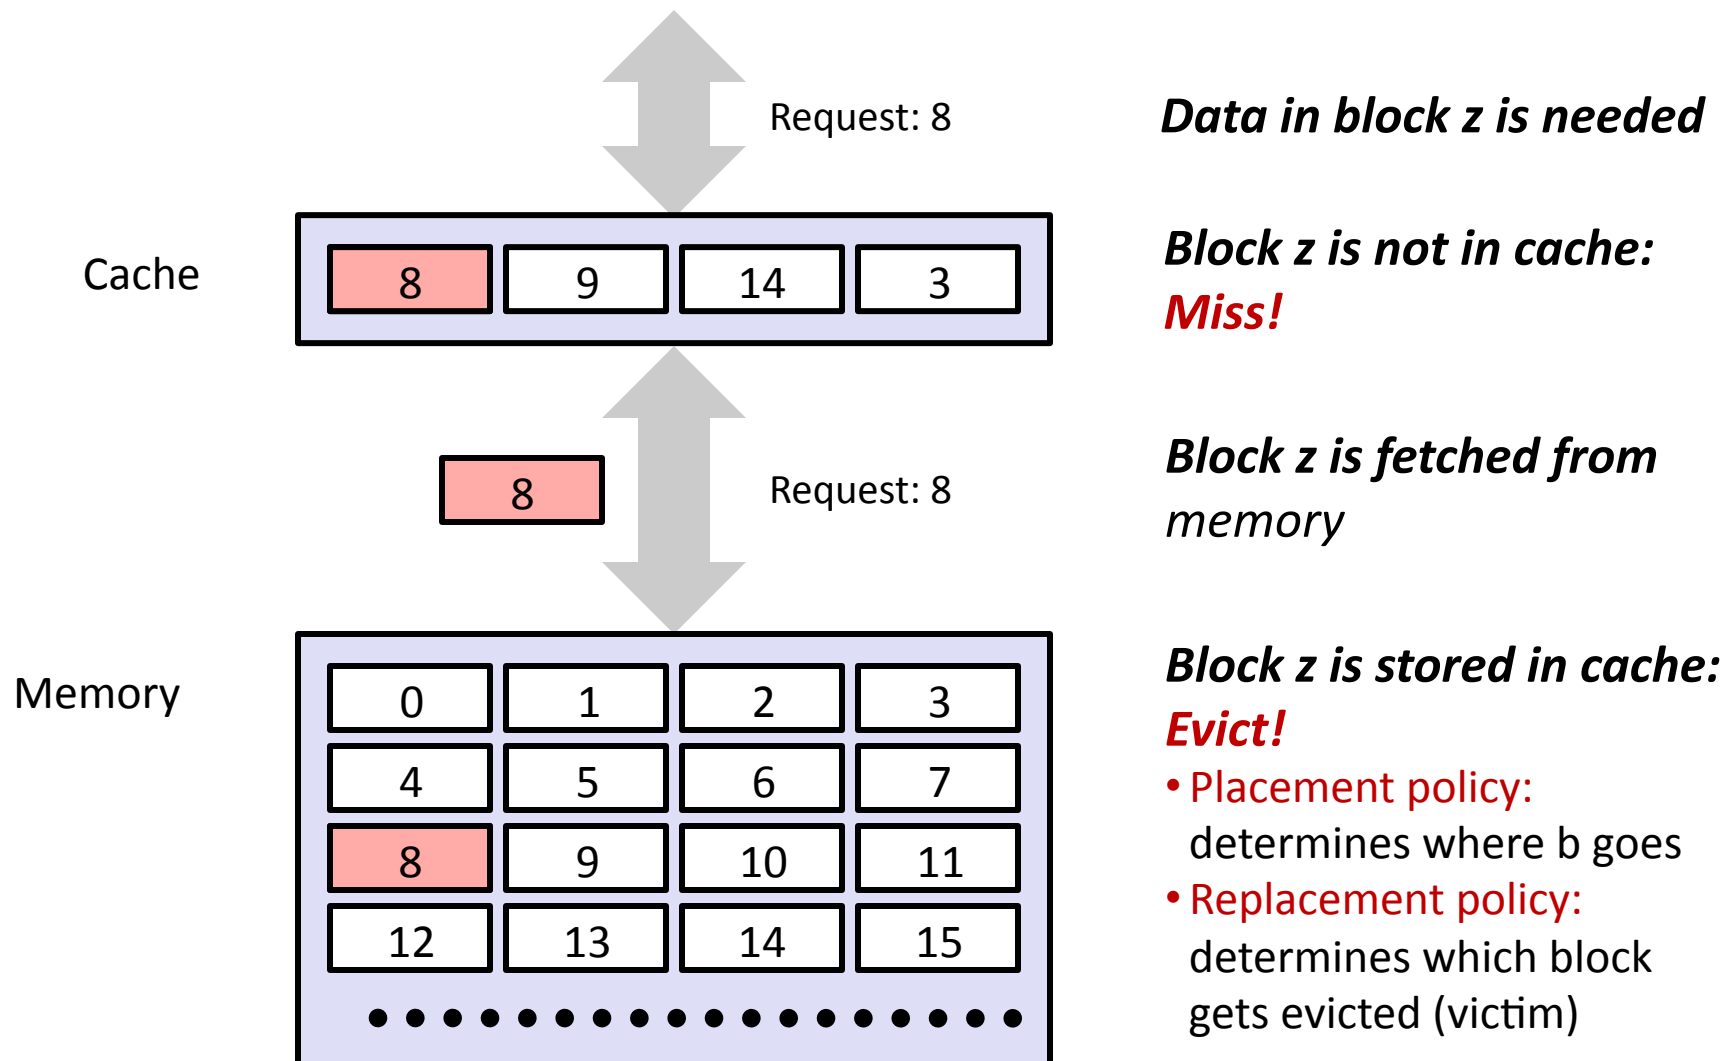 Request: 8
Data in block z is needed
Cache
8 9 14 3
Block z is not in cache:
Miss!
8
Request: 8
Block z is fetched from
memory
Memory
0 1 2 3
4 5 6 7
8 9 10 11
12 13 14 15
Block z is stored in cache:
Evict!
• Placement policy:
determines where b goes
• Replacement policy:
determines which block
gets evicted (victim)